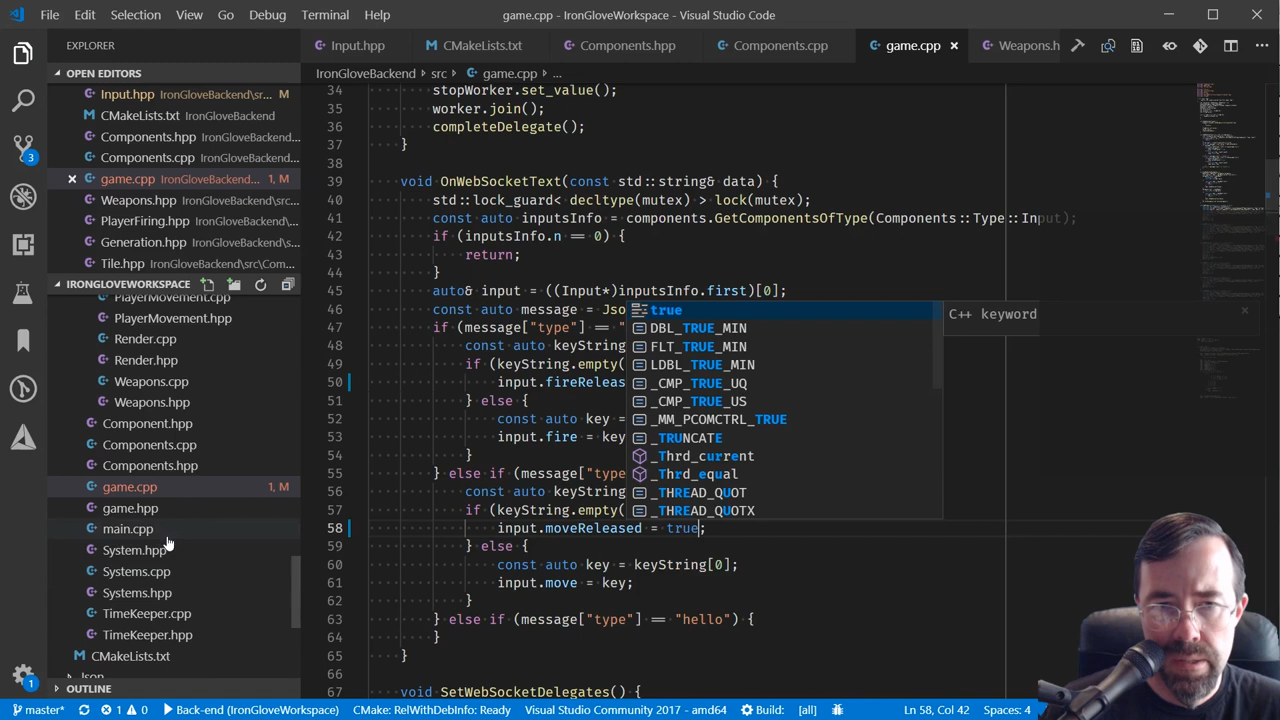 File Edit Selection View Go Debug Terminal Help game.cpp - IronGloveWorkspace - Visual Studio Code
EXPLORER
OPEN EDITORS
Input.hpp IronGloveBackend\sr... M
CMakeLists.txt IronGloveBackend
Components.hpp IronGloveBackend...
Components.cpp IronGloveBackend...
game.cpp IronGloveBackend... 1, M
Weapons.hpp IronGloveBackend\sr...
PlayerFiring.hpp IronGloveBackend...
Generation.hpp IronGloveBackend\s...
Tile.hpp IronGloveBackend\src\Com...
IRONGLOVEWORKSPACE
PlayerMovement.cpp
PlayerMovement.hpp
Render.cpp
Render.hpp
Weapons.cpp
Weapons.hpp
Component.hpp
Components.cpp
Components.hpp
game.cpp 1, M
game.hpp
main.cpp
System.hpp
Systems.cpp
Systems.hpp
TimeKeeper.cpp
TimeKeeper.hpp
CMakeLists.txt
Json
OUTLINE
3
1
Input.hpp CMakeLists.txt Components.hpp Components.cpp game.cpp Weapons.h
IronGloveBackend > src > game.cpp > ...
34 stopWorker.set_value();
35 worker.join();
36 completeDelegate();
37 }
38
39 void OnWebSocketText(const std::string& data) {
40 std::lock_guard< decltype(mutex) > lock(mutex);
41 const auto inputsInfo = components.GetComponentsOfType(Components::Type::Input);
42 if (inputsInfo.n == 0) {
43 return;
44 }
45 auto& input = ((Input*)inputsInfo.first)[0];
46 const auto message = Jso
47 if (message["type"] == "
48 const auto keyString
49 if (keyString.empty(
50 input.fireReleas
51 } else {
52 const auto key =
53 input.fire = key
54 }
55 } else if (message["type
56 const auto keyString
57 if (keyString.empty(
58 input.moveReleased = true;
59 } else {
60 const auto key = keyString[0];
61 input.move = key;
62 }
63 } else if (message["type"] == "hello") {
64 }
65 }
66
67 void SetWebSocketDelegates() {
true
DBL_TRUE_MIN
FLT_TRUE_MIN
LDBL_TRUE_MIN
_CMP_TRUE_UQ
_CMP_TRUE_US
_MM_PCOMCTRL_TRUE
_TRUNCATE
_Thrd_current
_Thrd_equal
_THREAD_QUOT
_THREAD_QUOTX
C++ keyword
master* 1 0 Back-end (IronGloveWorkspace) CMake: RelWithDebInfo: Ready Visual Studio Community 2017 - amd64 Build: [all] Ln 58, Col 42 Spaces: 4